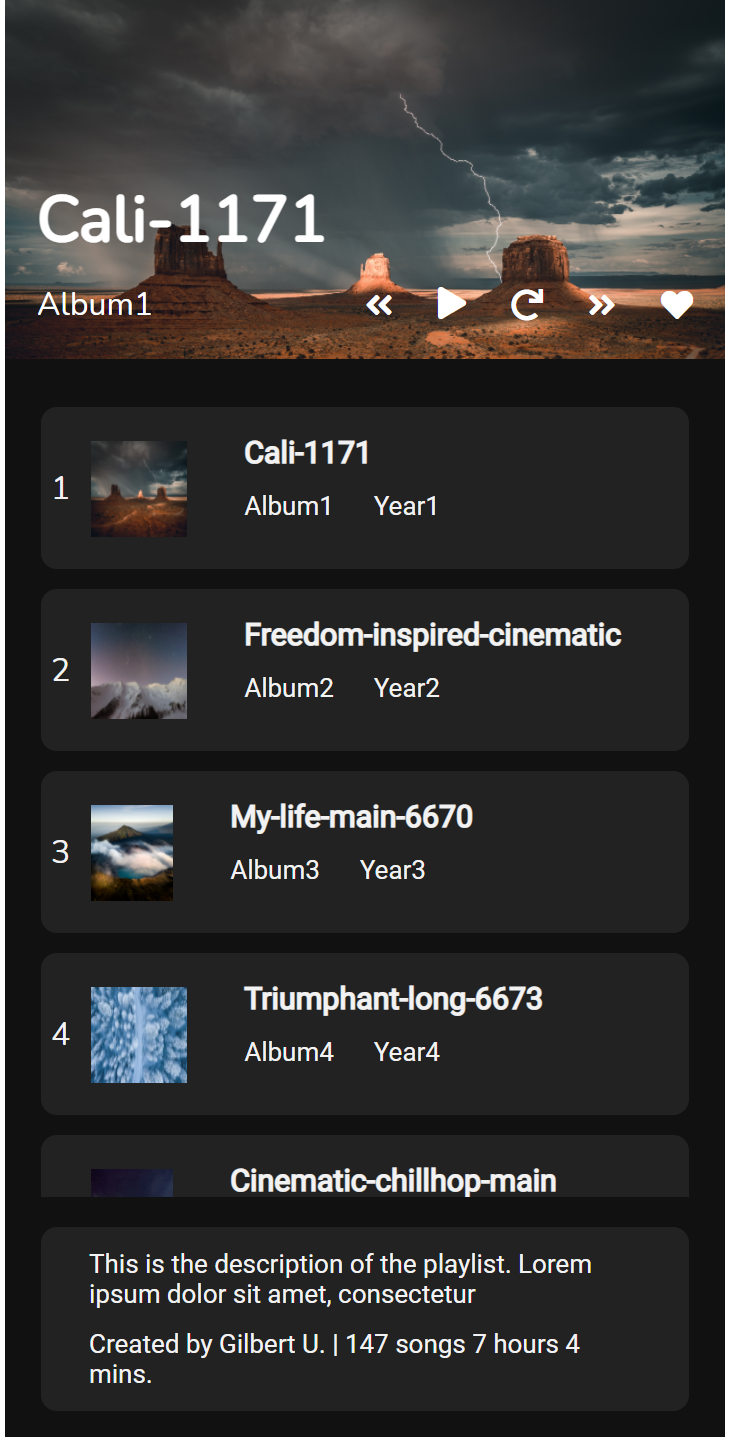 Cali-1171
Album1
1
Cali-1171
Album1 Year1
2
Freedom-inspired-cinematic
Album2 Year2
3
My-life-main-6670
Album3 Year3
4
Triumphant-long-6673
Album4 Year4
Cinematic-chillhop-main
This is the description of the playlist. Lorem
ipsum dolor sit amet, consectetur
Created by Gilbert U. | 147 songs 7 hours 4
mins.